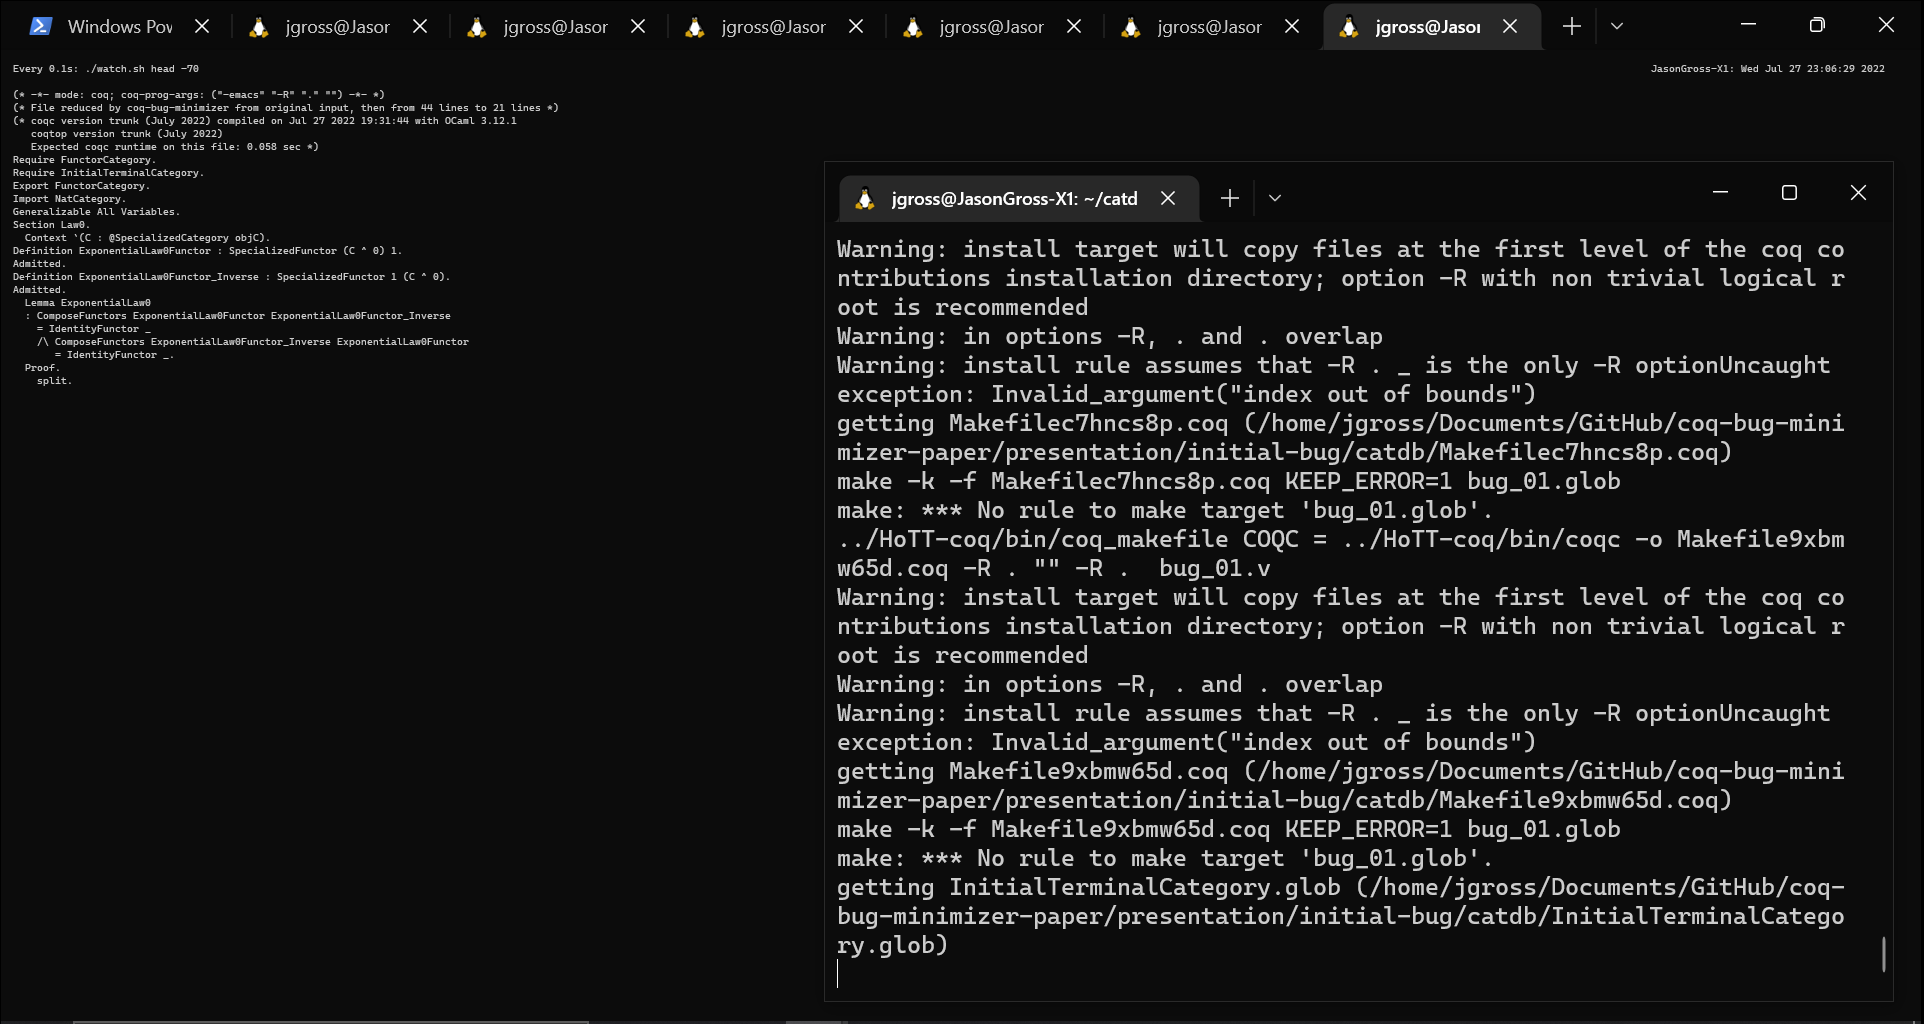 Windows Pov
jgross@Jasor
jgross@Jasor
jgross@Jasor
jgross@Jasor
jgross@Jasor
jgross@Jasor
Every 0.1s: ./watch.sh head -70
JasonGross-X1: Wed Jul 27 23:06:29 2022
(* -*- mode: coq; coq-prog-args: ("-emacs" "-R" "." "") -*- *)
(* File reduced by coq-bug-minimizer from original input, then from 44 lines to 21 lines *)
(* coqc version trunk (July 2022) compiled on Jul 27 2022 19:31:44 with OCaml 3.12.1
   coqtop version trunk (July 2022)
   Expected coqc runtime on this file: 0.058 sec *)
Require FunctorCategory.
Require InitialTerminalCategory.
Export FunctorCategory.
Import NatCategory.
Generalizable All Variables.
Section Law0.
  Context `(C : @SpecializedCategory objC).
Definition ExponentialLaw0Functor : SpecializedFunctor (C ^ 0) 1.
Admitted.
Definition ExponentialLaw0Functor_Inverse : SpecializedFunctor 1 (C ^ 0).
Admitted.
  Lemma ExponentialLaw0
  : ComposeFunctors ExponentialLaw0Functor ExponentialLaw0Functor_Inverse
    = IdentityFunctor _
    /\ ComposeFunctors ExponentialLaw0Functor_Inverse ExponentialLaw0Functor
       = IdentityFunctor _.
  Proof.
    split.
jgross@JasonGross-X1: ~/catd
Warning: install target will copy files at the first level of the coq co
ntributions installation directory; option -R with non trivial logical r
oot is recommended
Warning: in options -R, . and . overlap
Warning: install rule assumes that -R . _ is the only -R optionUncaught
exception: Invalid_argument("index out of bounds")
getting Makefilec7hncs8p.coq (/home/jgross/Documents/GitHub/coq-bug-mini
mizer-paper/presentation/initial-bug/catdb/Makefilec7hncs8p.coq)
make -k -f Makefilec7hncs8p.coq KEEP_ERROR=1 bug_01.glob
make: *** No rule to make target 'bug_01.glob'.
../HoTT-coq/bin/coq_makefile COQC = ../HoTT-coq/bin/coqc -o Makefile9xbm
w65d.coq -R . "" -R .  bug_01.v
Warning: install target will copy files at the first level of the coq co
ntributions installation directory; option -R with non trivial logical r
oot is recommended
Warning: in options -R, . and . overlap
Warning: install rule assumes that -R . _ is the only -R optionUncaught
exception: Invalid_argument("index out of bounds")
getting Makefile9xbmw65d.coq (/home/jgross/Documents/GitHub/coq-bug-mini
mizer-paper/presentation/initial-bug/catdb/Makefile9xbmw65d.coq)
make -k -f Makefile9xbmw65d.coq KEEP_ERROR=1 bug_01.glob
make: *** No rule to make target 'bug_01.glob'.
getting InitialTerminalCategory.glob (/home/jgross/Documents/GitHub/coq-
bug-minimizer-paper/presentation/initial-bug/catdb/InitialTerminalCatego
ry.glob)